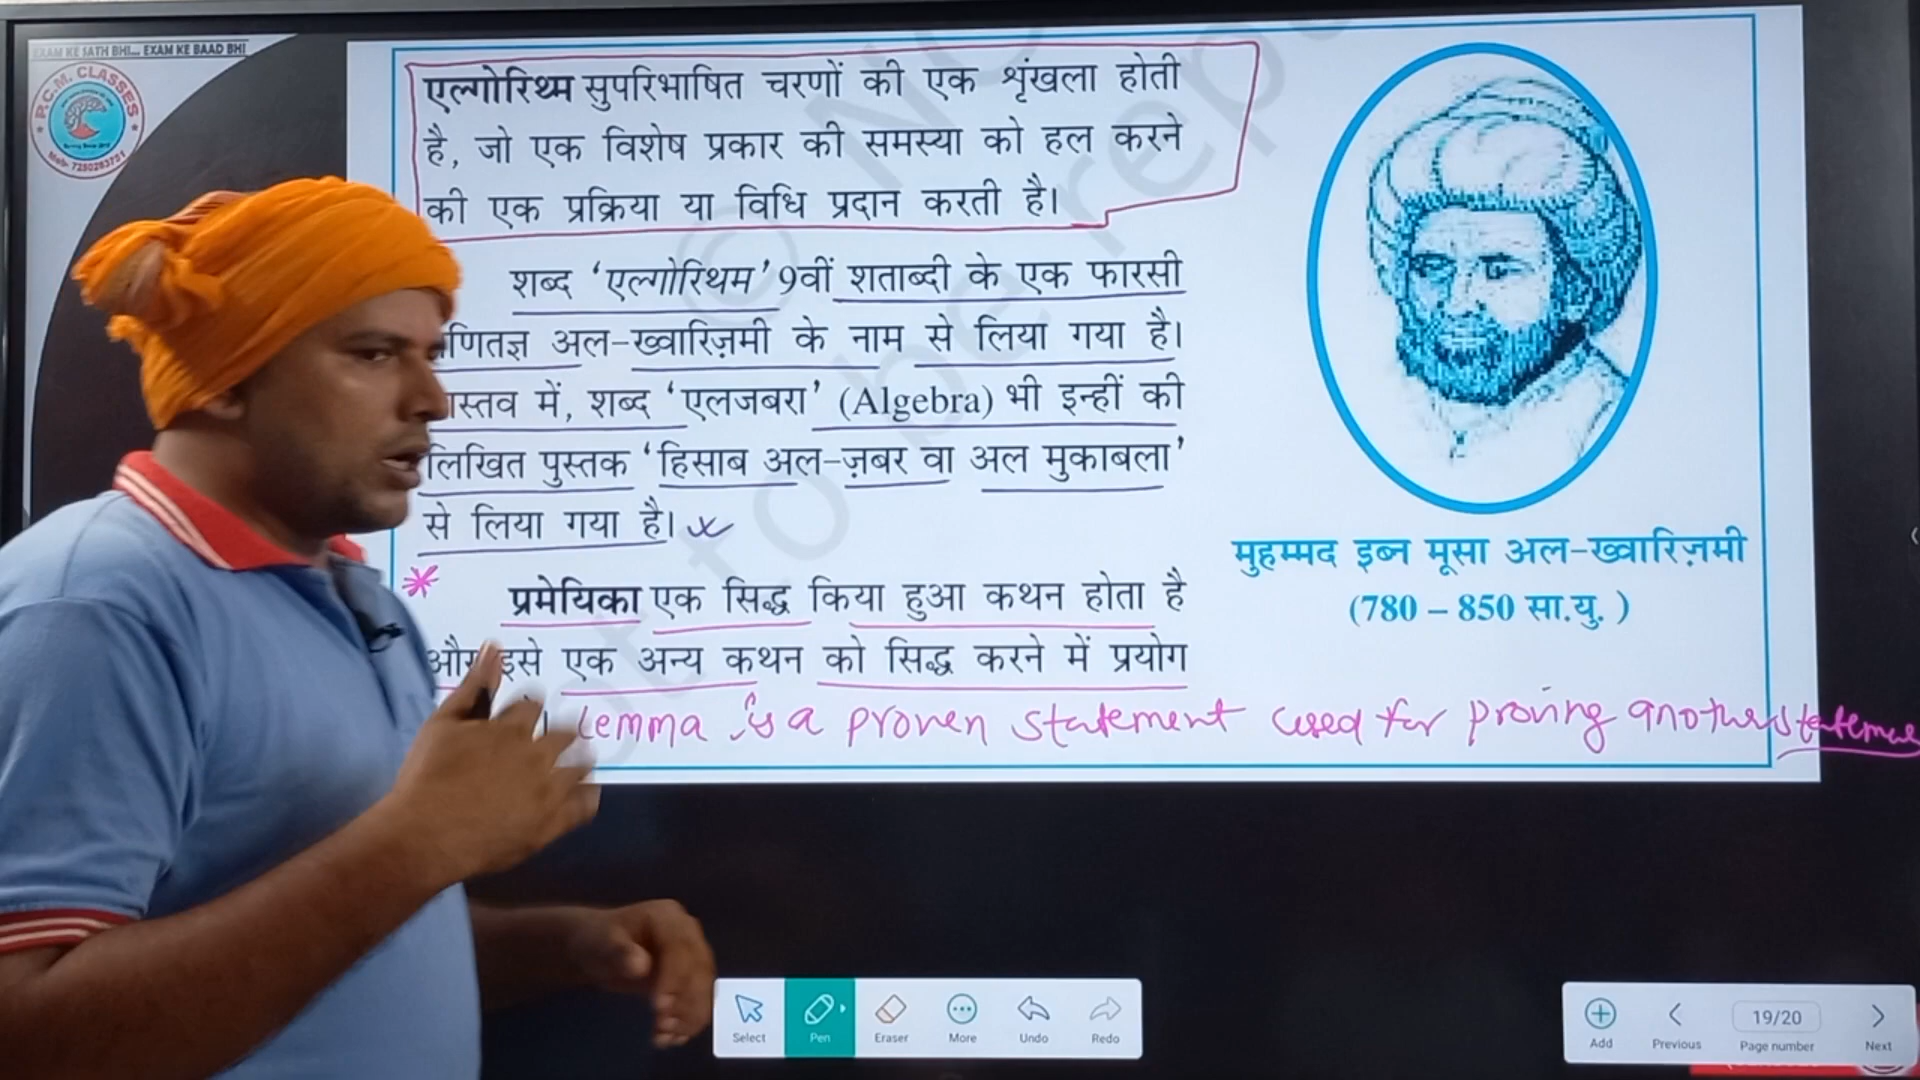 EXAM KE SATH BHI... EXAM KE BAAD BHI
P.C.M. CLASSES
एल्गोरिथ्म सुपरिभाषित चरणों की एक शृंखला होती
है, जो एक विशेष प्रकार की समस्या को हल करने
की एक प्रक्रिया या विधि प्रदान करती है।
शब्द ‘एल्गोरिथम’ 9वीं शताब्दी के एक फारसी
अल-ख्वारिज़मी के नाम से लिया गया है।
में, शब्द ‘एलजबरा’ (Algebra) भी इन्हीं की
लिखित पुस्तक ‘हिसाब अल-ज़बर वा अल मुकाबला’
से लिया गया है।
प्रमेयिका एक सिद्ध किया हुआ कथन होता है
इसे एक अन्य कथन को सिद्ध करने में प्रयोग
Lemma is a proven statement used for proving another
मुहम्मद इब्न मूसा अल-ख्वारिज़मी
(780 – 850 सा.यु. )
Select Pen Eraser More Undo Redo
19/20
Add Previous Page number Next